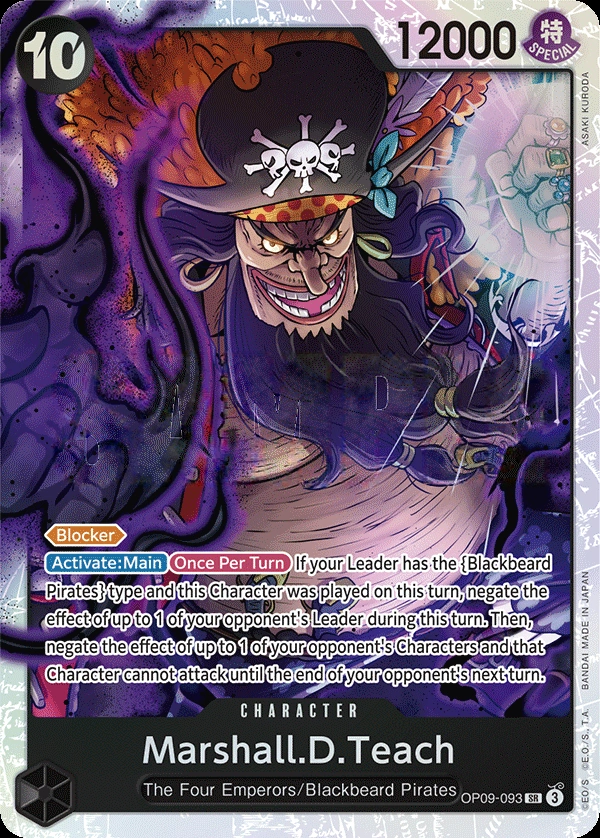 10
12000
特
SPECIAL
ASAKI KURODA
Blocker
Activate:Main Once Per Turn If your Leader has the {Blackbeard
Pirates} type and this Character was played on this turn, negate the
effect of up to 1 of your opponent's Leader during this turn. Then,
negate the effect of up to 1 of your opponent's Characters and that
Character cannot attack until the end of your opponent's next turn.
BANDAI MADE IN JAPAN
©E.O./S., T.A.
©EO/S
CHARACTER
Marshall.D.Teach
The Four Emperors/Blackbeard Pirates
OP09-093 SR 3